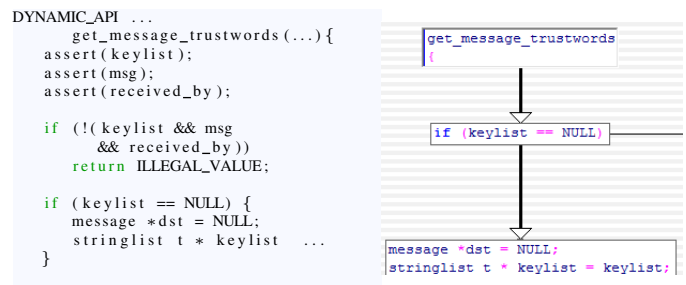 DYNAMIC_API ...
get_message_trustwords(...){
assert(keylist);
assert(msg);
assert(received_by);
if (!(keylist && msg
&& received_by))
return ILLEGAL_VALUE;
if (keylist == NULL) {
message *dst = NULL;
stringlist t * keylist ...
}
get_message_trustwords
{
if (keylist == NULL)
message *dst = NULL;
stringlist t * keylist = keylist;